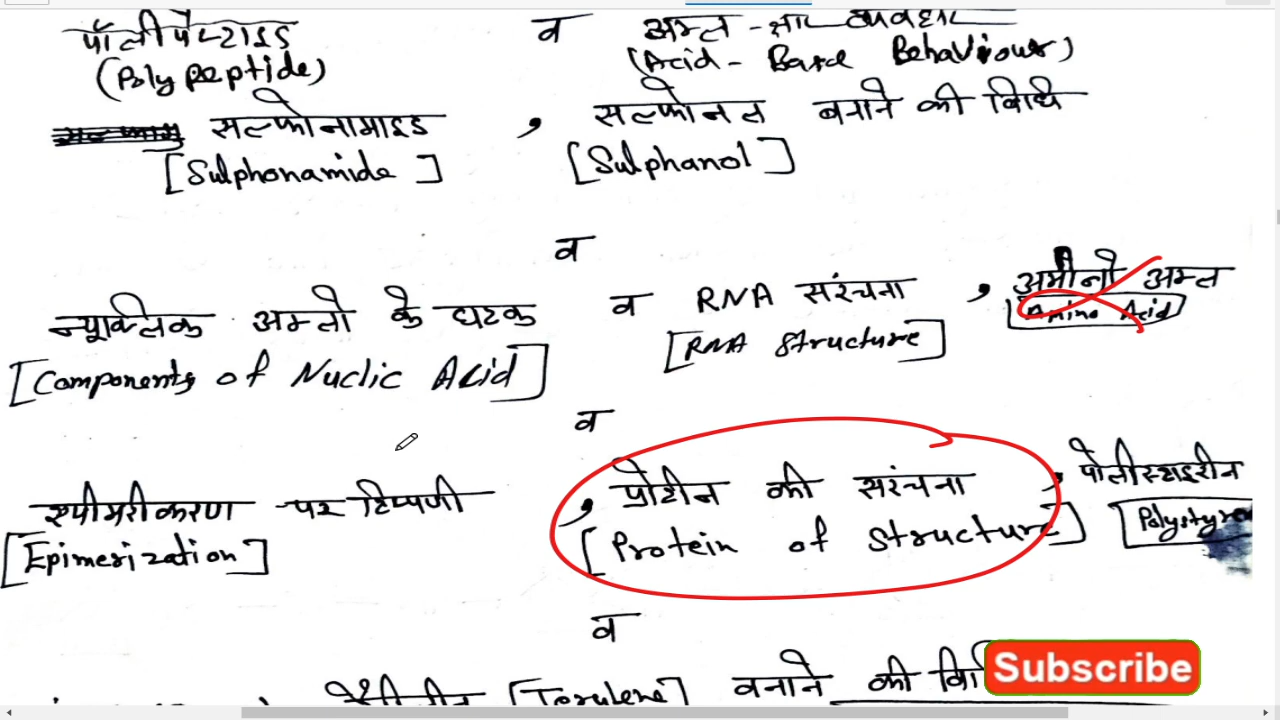 पॉलीपेप्टाइड व अम्ल - क्षार व्यवहार
(Poly peptide) (Acid - Base Behaviour)
सल्फोनामाइड , सल्फोनल बनाने की विधि
[Sulphonamide] [Sulphanol]
व
न्यूक्लिक अम्लो के घटक व RNA संरचना , अमीनो अम्ल
[Components of Nuclic Acid] [RNA Structure] Amino Acid
व
एपीमरीकरण पर टिप्पणी , प्रोटीन की संरचना , पोलीस्टाइरीन
[Epimerization] [Protein of Structure]
व
[Torulene] बनाने की
Subscribe